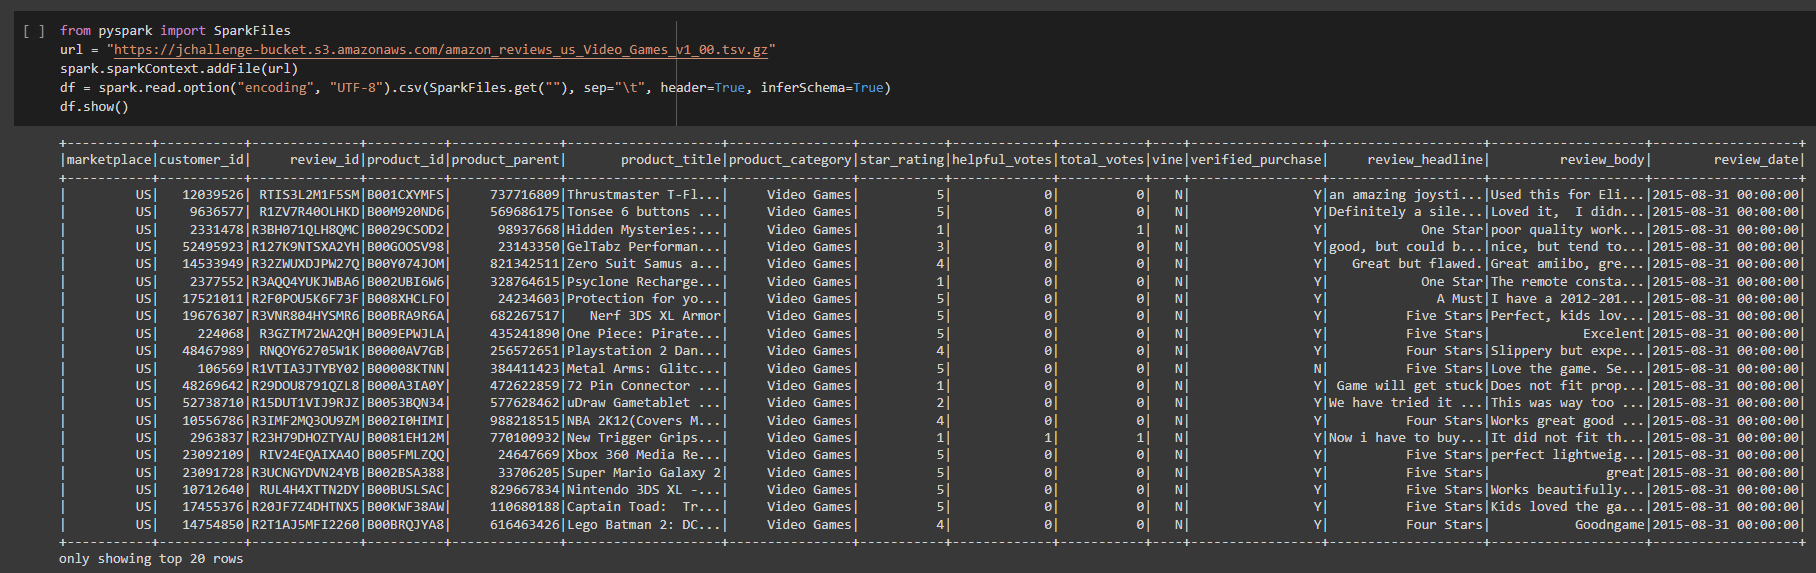 [ ] from pyspark import SparkFiles
url = "https://jchallenge-bucket.s3.amazonaws.com/amazon_reviews_us_Video_Games_v1_00.tsv.gz"
spark.sparkContext.addFile(url)
df = spark.read.option("encoding", "UTF-8").csv(SparkFiles.get(""), sep="\t", header=True, inferSchema=True)
df.show()
+-----------+-----------+--------------+----------+--------------+--------------------+----------------+-----------+-------------+-----------+----+-----------------+--------------------+--------------------+-------------------+
|marketplace|customer_id|     review_id|product_id|product_parent|       product_title|product_category|star_rating|helpful_votes|total_votes|vine|verified_purchase|     review_headline|         review_body|        review_date|
+-----------+-----------+--------------+----------+--------------+--------------------+----------------+-----------+-------------+-----------+----+-----------------+--------------------+--------------------+-------------------+
|         US|   12039526| RTIS3L2M1F5SM|B001CXYMFS|     737716809|Thrustmaster T-Fl...|     Video Games|          5|            0|          0|   N|                Y|an amazing joysti...|Used this for Eli...|2015-08-31 00:00:00|
|         US|    9636577| R1ZV7R40OLHKD|B00M920ND6|     569686175|Tonsee 6 buttons ...|     Video Games|          5|            0|          0|   N|                Y|Definitely a sile...|Loved it,  I didn...|2015-08-31 00:00:00|
|         US|    2331478|R3BH071QLH8QMC|B0029CSOD2|      98937668|Hidden Mysteries:...|     Video Games|          1|            0|          1|   N|                Y|            One Star|poor quality work...|2015-08-31 00:00:00|
|         US|   52495923|R127K9NTSXA2YH|B00GOOSV98|      23143350|GelTabz Performan...|     Video Games|          3|            0|          0|   N|                Y|good, but could b...|nice, but tend to...|2015-08-31 00:00:00|
|         US|   14533949|R32ZWUXDJPW27Q|B00Y074JOM|     821342511|Zero Suit Samus a...|     Video Games|          4|            0|          0|   N|                Y|   Great but flawed.|Great amiibo, gre...|2015-08-31 00:00:00|
|         US|    2377552|R3AQQ4YUKJWBA6|B002UBI6W6|     328764615|Psyclone Recharge...|     Video Games|          1|            0|          0|   N|                Y|            One Star|The remote consta...|2015-08-31 00:00:00|
|         US|   17521011|R2F0POU5K6F73F|B008XHCLFO|      24234603|Protection for yo...|     Video Games|          5|            0|          0|   N|                Y|              A Must|I have a 2012-201...|2015-08-31 00:00:00|
|         US|   19676307|R3VNR804HYSMR6|B00BRA9R6A|     682267517|   Nerf 3DS XL Armor|     Video Games|          5|            0|          0|   N|                Y|          Five Stars|Perfect, kids lov...|2015-08-31 00:00:00|
|         US|     224068| R3GZTM72WA2QH|B009EPWJLA|     435241890|One Piece: Pirate...|     Video Games|          5|            0|          0|   N|                Y|          Five Stars|            Excelent|2015-08-31 00:00:00|
|         US|   48467989| RNQOY62705W1K|B0000AV7GB|     256572651|Playstation 2 Dan...|     Video Games|          4|            0|          0|   N|                Y|          Four Stars|Slippery but expe...|2015-08-31 00:00:00|
|         US|     106569|R1VTIA3JTYBY02|B00008KTNN|     384411423|Metal Arms: Glitc...|     Video Games|          5|            0|          0|   N|                N|          Five Stars|Love the game. Se...|2015-08-31 00:00:00|
|         US|   48269642|R29DOU8791QZL8|B000A3IA0Y|     472622859|72 Pin Connector ...|     Video Games|          1|            0|          0|   N|                Y| Game will get stuck|Does not fit prop...|2015-08-31 00:00:00|
|         US|   52738710|R15DUT1VIJ9RJZ|B0053BQN34|     577628462|uDraw Gametablet ...|     Video Games|          2|            0|          0|   N|                Y|We have tried it ...|This was way too ...|2015-08-31 00:00:00|
|         US|   10556786|R3IMF2MQ3OU9ZM|B002I0HIMI|     988218515|NBA 2K12(Covers M...|     Video Games|          4|            0|          0|   N|                Y|          Four Stars|Works great good ...|2015-08-31 00:00:00|
|         US|    2963837|R23H79DHOZTYAU|B0081EH12M|     770100932|New Trigger Grips...|     Video Games|          1|            1|          1|   N|                Y|Now i have to buy...|It did not fit th...|2015-08-31 00:00:00|
|         US|   23092109| RIV24EQAIXA4O|B005FMLZQQ|      24647669|Xbox 360 Media Re...|     Video Games|          5|            0|          0|   N|                Y|          Five Stars|perfect lightweig...|2015-08-31 00:00:00|
|         US|   23091728|R3UCNGYDVN24YB|B002BSA388|      33706205|Super Mario Galaxy 2|     Video Games|          5|            0|          0|   N|                Y|          Five Stars|               great|2015-08-31 00:00:00|
|         US|   10712640| RUL4H4XTTN2DY|B00BUSLSAC|     829667834|Nintendo 3DS XL -...|     Video Games|          5|            0|          0|   N|                Y|          Five Stars|Works beautifully...|2015-08-31 00:00:00|
|         US|   17455376|R20JF7Z4DHTNX5|B00KWF38AW|     110680188|Captain Toad:  Tr...|     Video Games|          5|            0|          0|   N|                Y|          Five Stars|Kids loved the ga...|2015-08-31 00:00:00|
|         US|   14754850|R2T1AJ5MFI2260|B00BRQJYA8|     616463426|Lego Batman 2: DC...|     Video Games|          4|            0|          0|   N|                Y|          Four Stars|           Goodngame|2015-08-31 00:00:00|
+-----------+-----------+--------------+----------+--------------+--------------------+----------------+-----------+-------------+-----------+----+-----------------+--------------------+--------------------+-------------------+
only showing top 20 rows